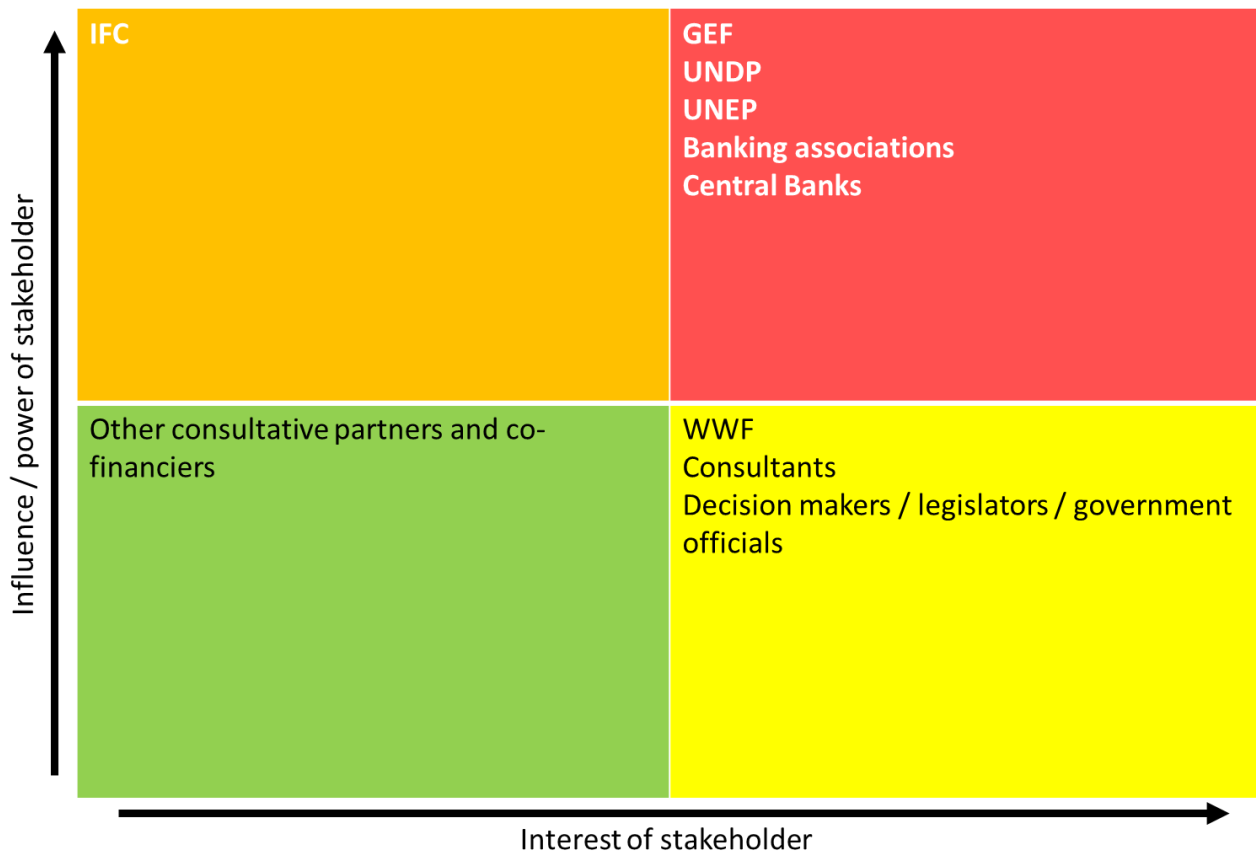 Influence / power of stakeholder
IFC
GEF
UNDP
UNEP
Banking associations
Central Banks
Other consultative partners and co-
financiers
WWF
Consultants
Decision makers / legislators / government
officials
Interest of stakeholder